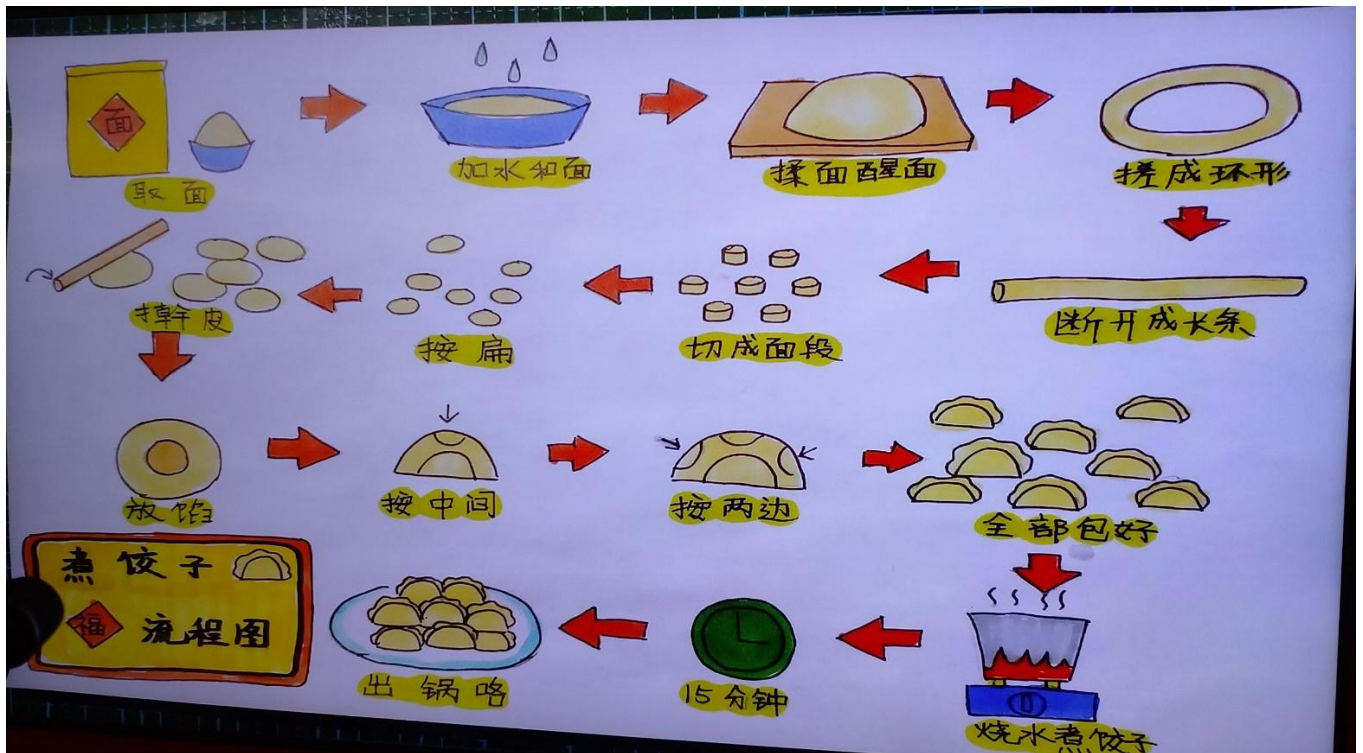 面
取面
加水和面
揉面醒面
搓成环形
断开成长条
切成面段
按扁
擀皮
放馅
按中间
按两边
全部包好
烧水煮饺子
15分钟
出锅咯
煮饺子
福
流程图